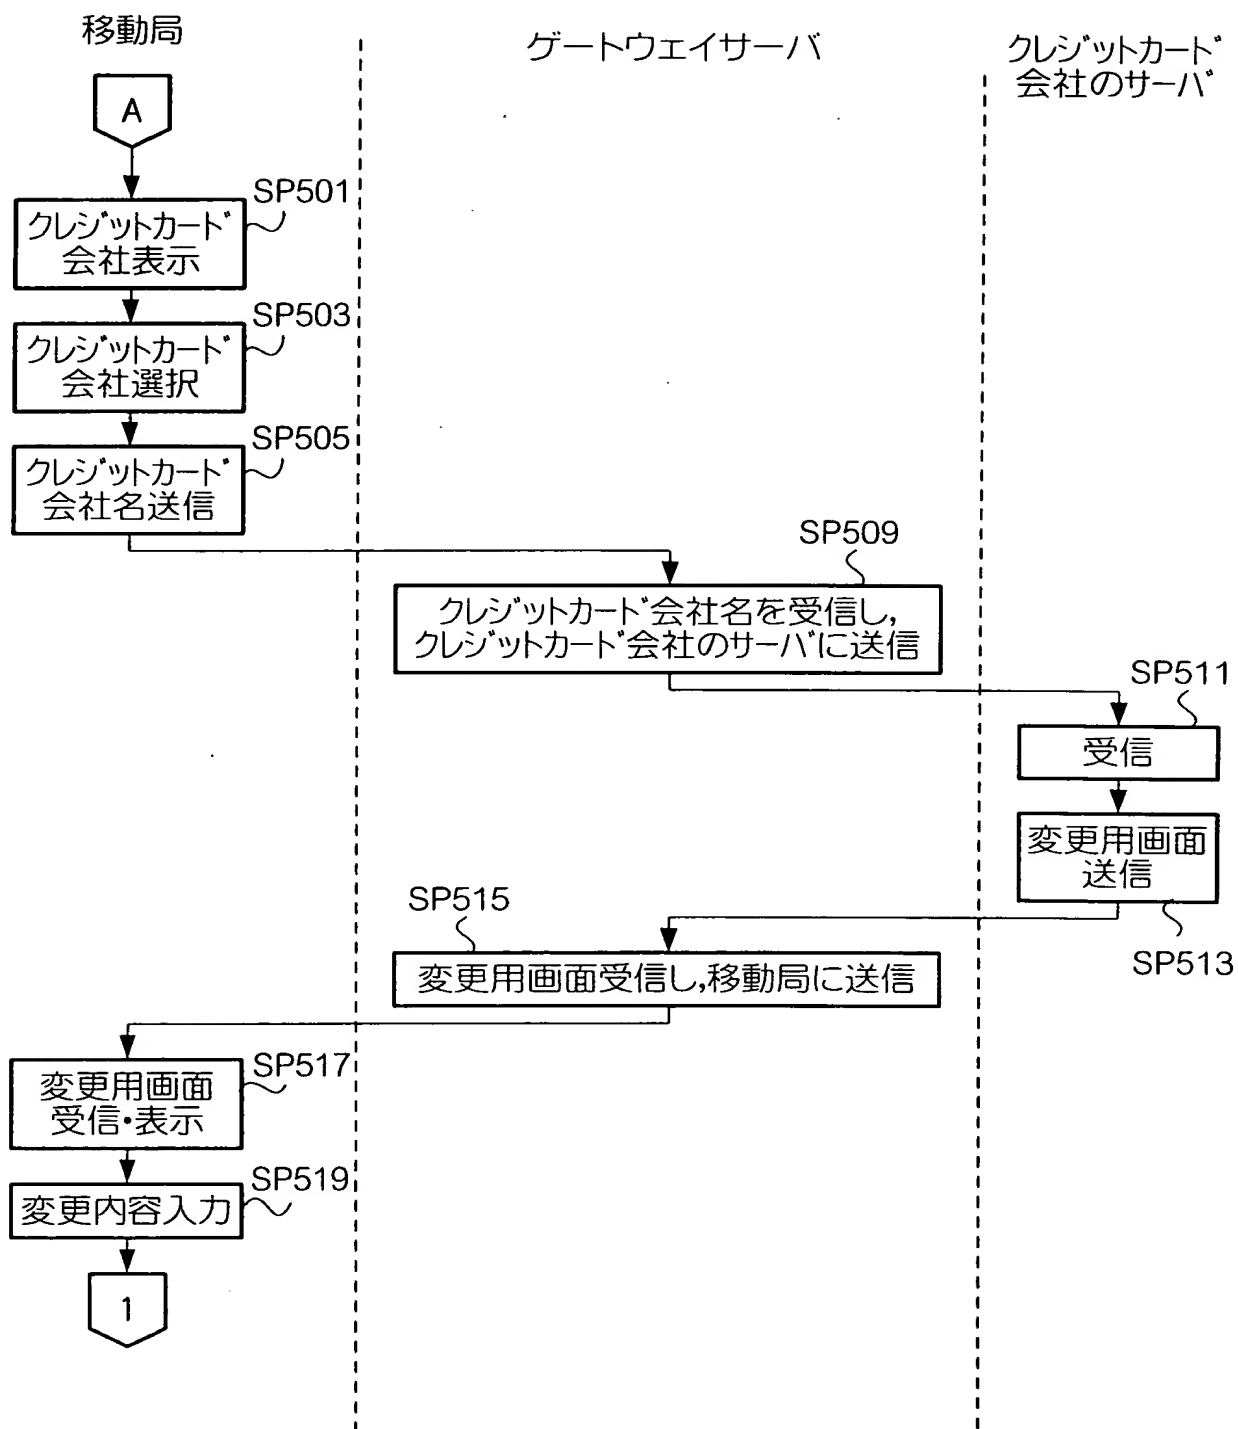 移動局
ゲートウェイサーバ
クレジットカード
会社のサーバ
A
SP501
クレジットカード
会社表示
SP503
クレジットカード
会社選択
SP505
クレジットカード
会社名送信
SP509
クレジットカード会社名を受信し,
クレジットカード会社のサーバに送信
SP511
受信
変更用画面
送信
SP513
SP515
変更用画面受信し,移動局に送信
SP517
変更用画面
受信・表示
SP519
変更内容入力
1